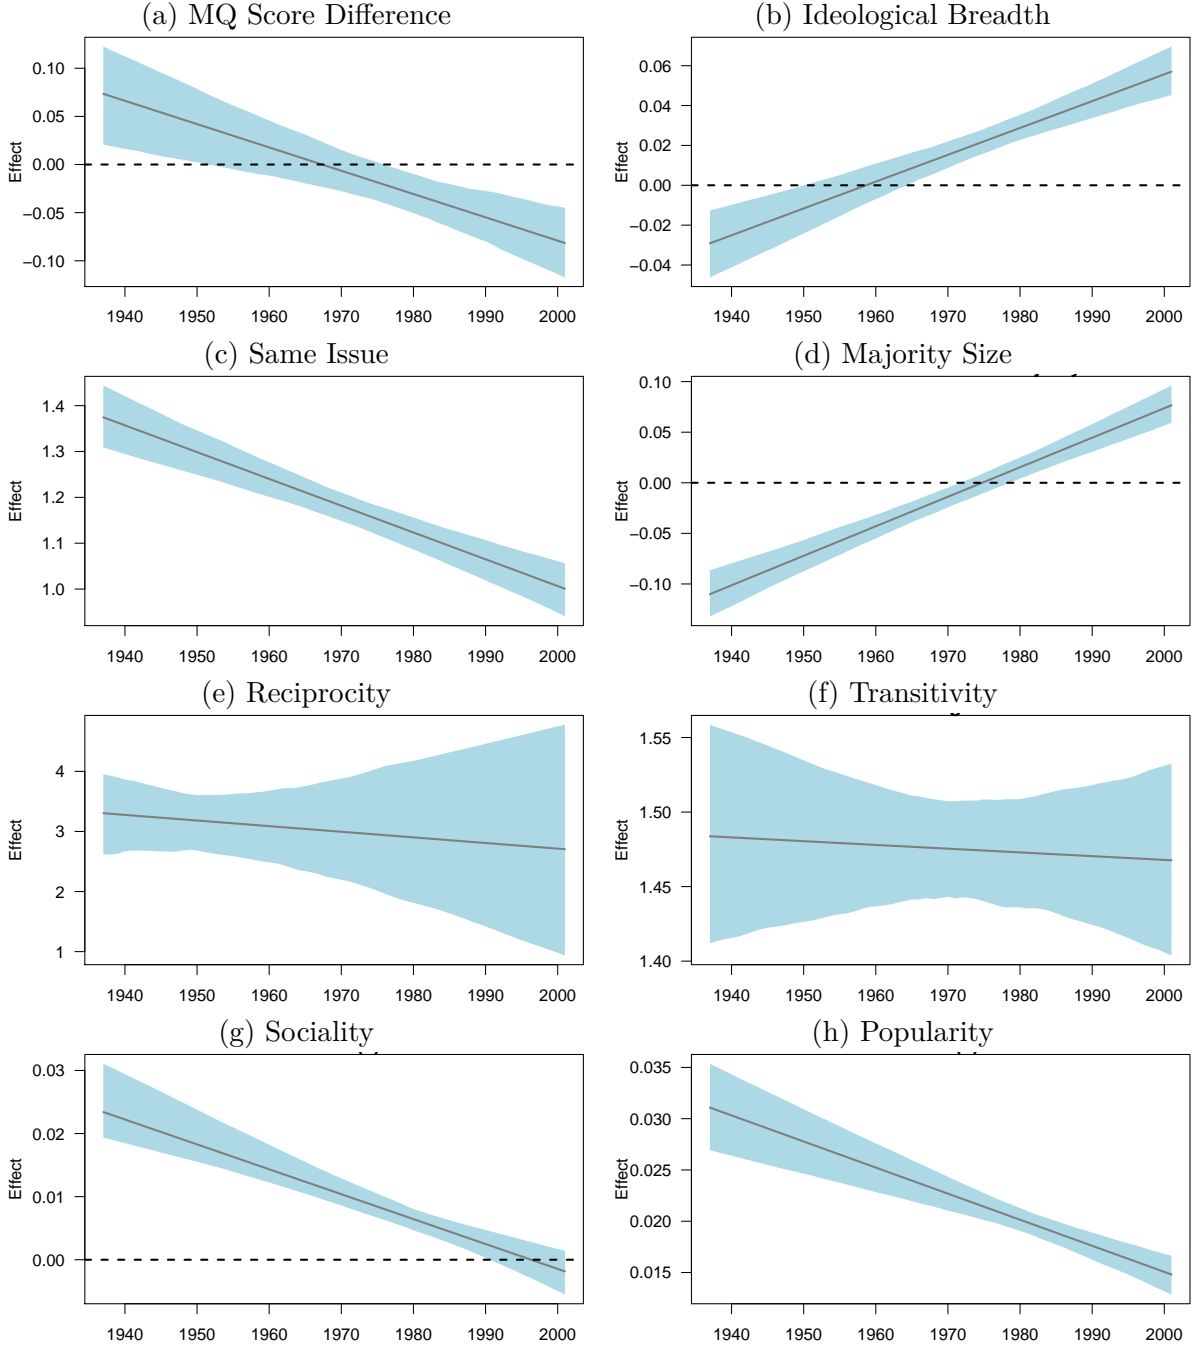 (a) MQ Score Difference
Effect
0.10
0.05
0.00
−0.05
−0.10
1940 1950 1960 1970 1980 1990 2000
(b) Ideological Breadth
Effect
0.06
0.04
0.02
0.00
−0.02
−0.04
1940 1950 1960 1970 1980 1990 2000
(c) Same Issue
Effect
1.4
1.3
1.2
1.1
1.0
1940 1950 1960 1970 1980 1990 2000
(d) Majority Size
Effect
0.10
0.05
0.00
−0.05
−0.10
1940 1950 1960 1970 1980 1990 2000
(e) Reciprocity
Effect
4
3
2
1
1940 1950 1960 1970 1980 1990 2000
(f) Transitivity
Effect
1.55
1.50
1.45
1.40
1940 1950 1960 1970 1980 1990 2000
(g) Sociality
Effect
0.03
0.02
0.01
0.00
1940 1950 1960 1970 1980 1990 2000
(h) Popularity
Effect
0.035
0.030
0.025
0.020
0.015
1940 1950 1960 1970 1980 1990 2000